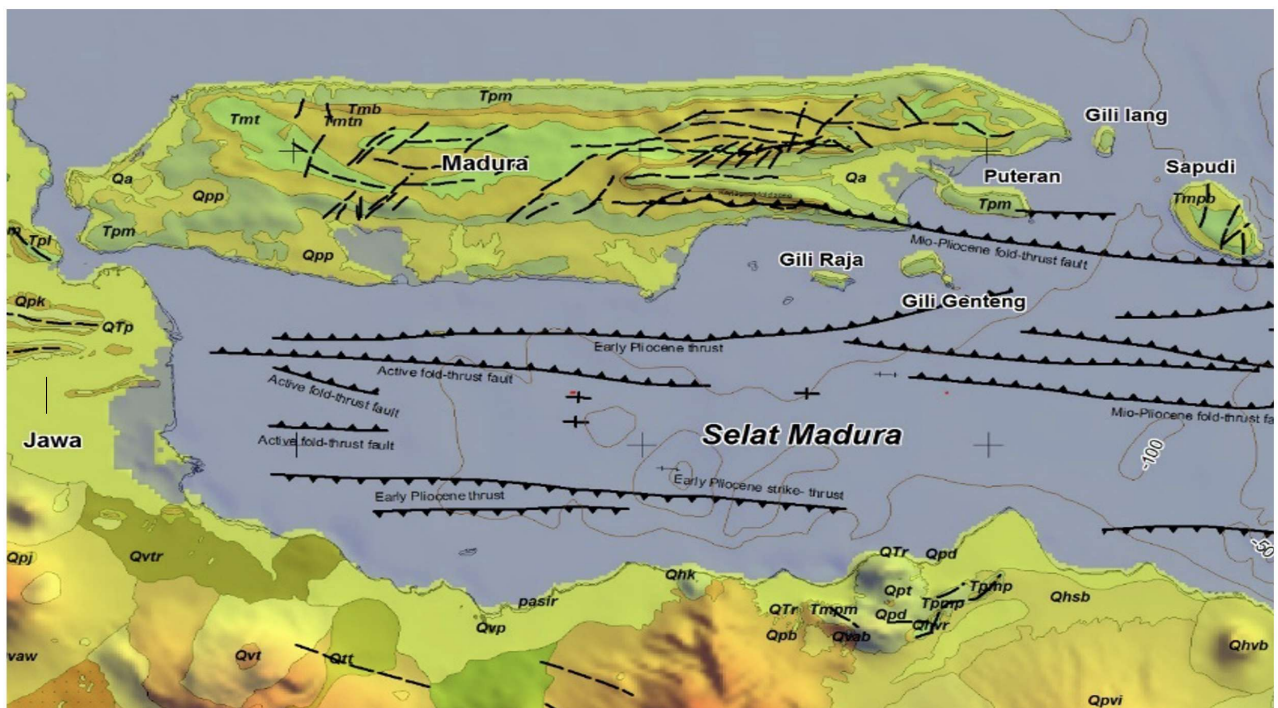 Tpm
Tmb
Tmtn
Tmt
Gili Iang
Madura
Sapudi
Qa
Qa
Puteran
Qpp
Tmpb
Tpm
Tpm
Tpl
Mio-Pliocene fold-thrust fault
Qpp
Gili Raja
Gili Genteng
Qpk
QTp
Early Pliocene thrust
Active fold-thrust fault
Active fold-thrust fault
Mio-Pliocene fold-thrust fa
Jawa
Active fold-thrust fault
Selat Madura
-100
Early Pliocene strike- thrust
Early Pliocene thrust
-50
Qpj
Qvtr
QTr
Qpd
Qhk
Qpt
Tpmp
Tpmp
Qhsb
pasir
QTr
Tmpm
Qpd
Qhvr
Qvp
Qpb
Qvab
Qhvb
vaw
Qvt
Qtt
Qpvi